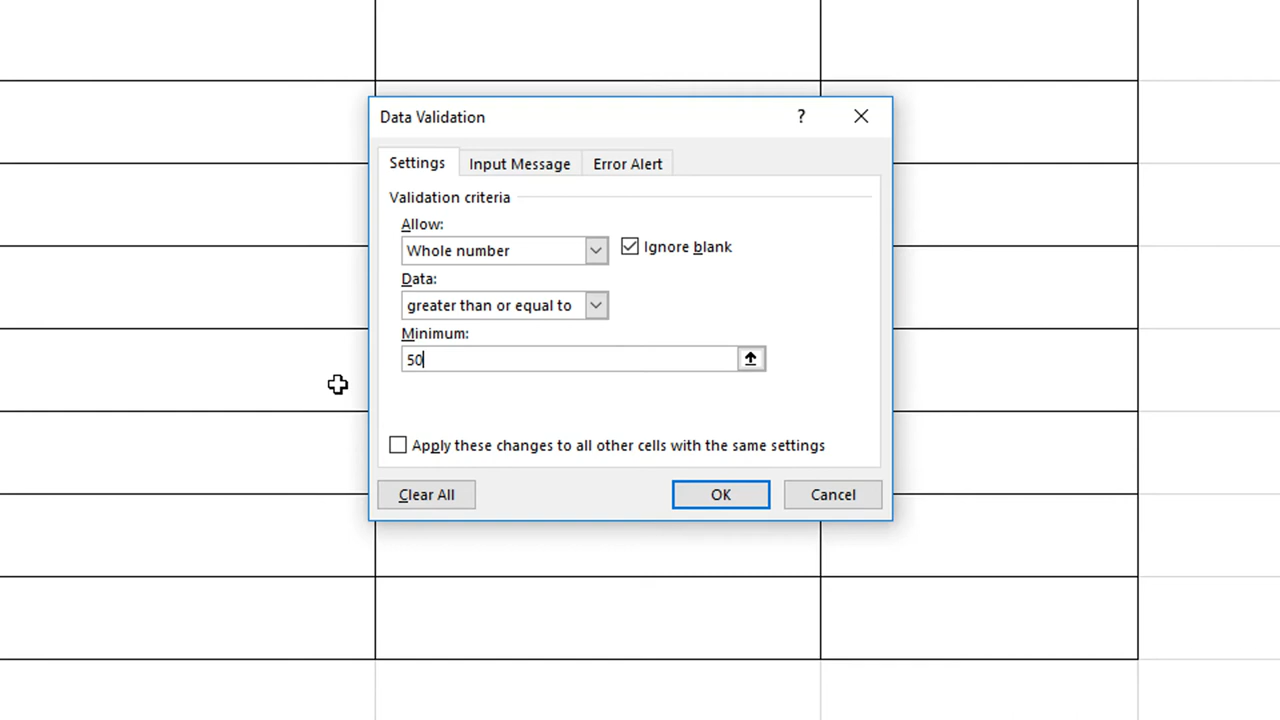 Data Validation ?
Settings Input Message Error Alert
Validation criteria
Allow:
Whole number Ignore blank
Data:
greater than or equal to
Minimum:
50
Apply these changes to all other cells with the same settings
Clear All OK Cancel